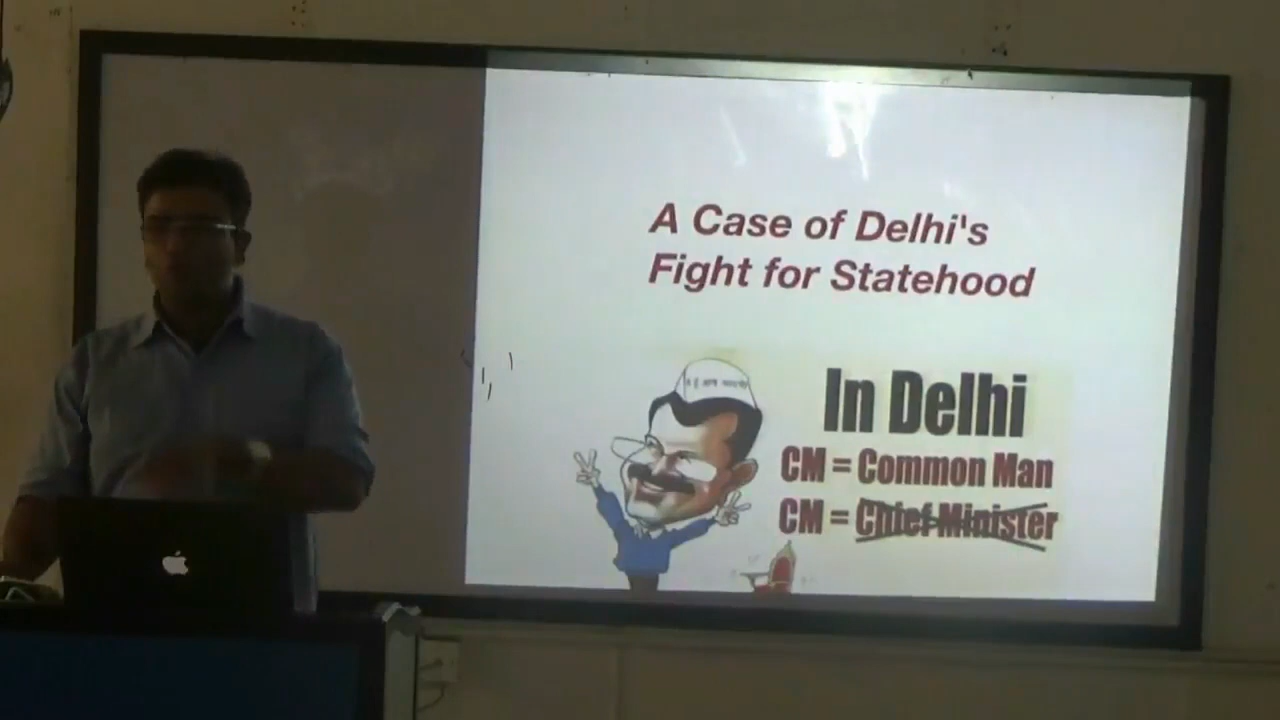 A Case of Delhi's
Fight for Statehood
In Delhi
CM = Common Man
CM = Chief Minister